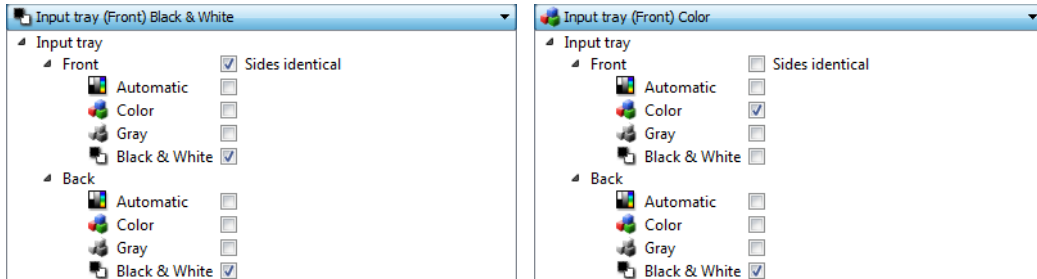 Input tray (Front) Black & White
Input tray
Front Sides identical
Automatic
Color
Gray
Black & White
Back
Automatic
Color
Gray
Black & White
Input tray (Front) Color
Input tray
Front Sides identical
Automatic
Color
Gray
Black & White
Back
Automatic
Color
Gray
Black & White